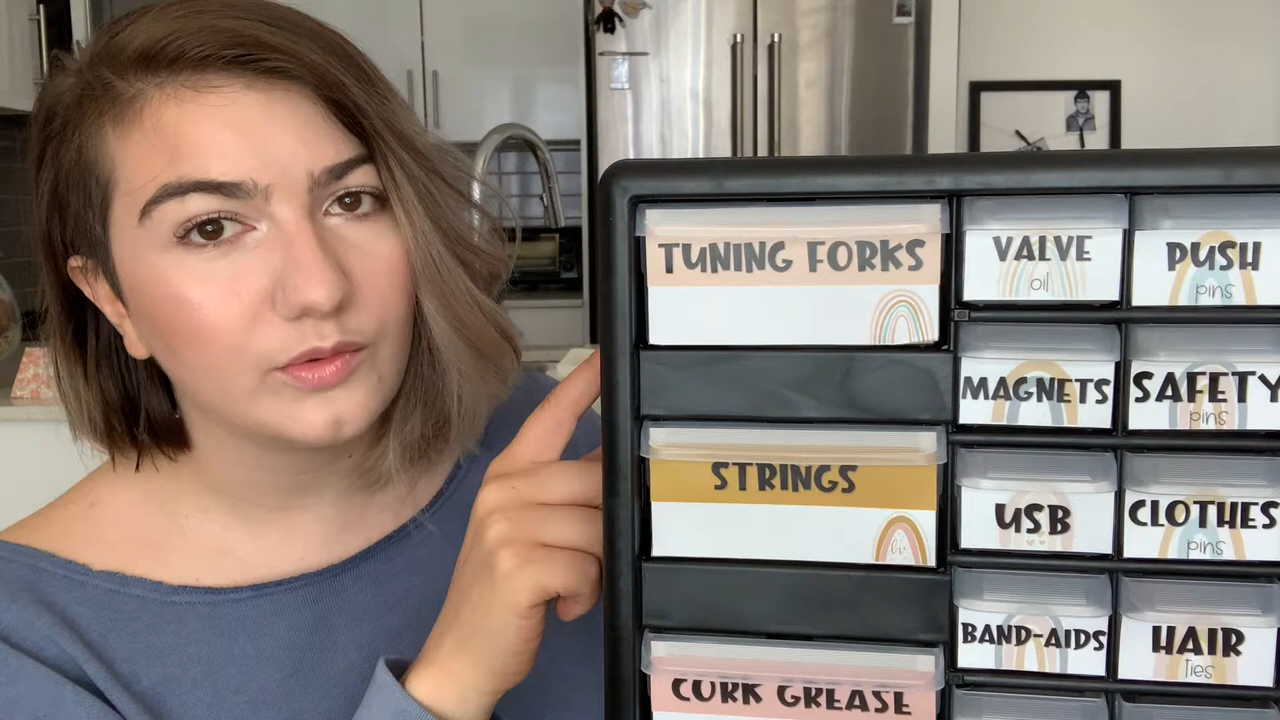 TUNING FORKS
VALVE
oil
PUSH
pins
MAGNETS
SAFETY
pins
STRINGS
USB
CLOTHES
pins
BAND-AIDS
HAIR
ties
CORK GREASE